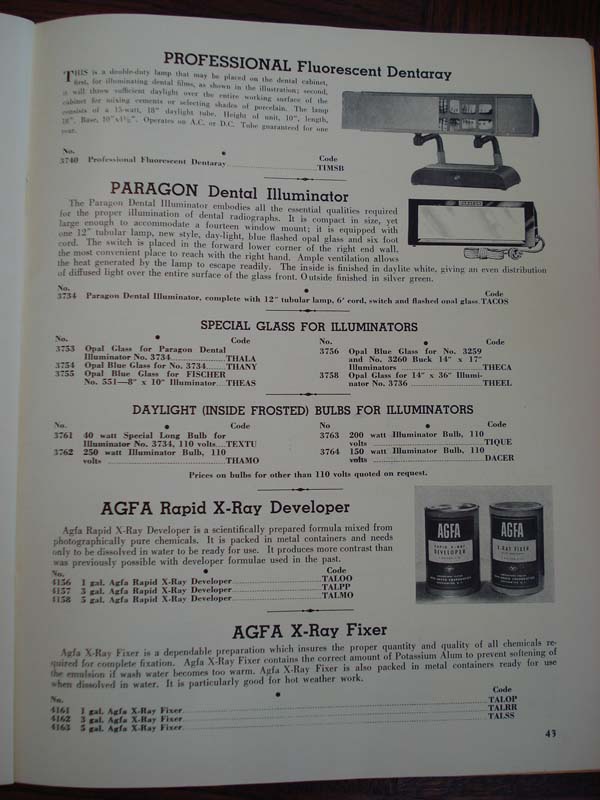 PROFESSIONAL Fluorescent Dentaray
THIS is a double-duty lamp that may be placed on the dental cabinet,
first, for illuminating dental films, as shown in the illustration; second,
it will throw sufficient daylight over the entire working surface of the
cabinet for mixing cements or selecting shades of porcelain. The lamp
consists of a 15-watt, 18" daylight tube. Height of unit, 10", length,
18". Base, 10"x4½". Operates on A.C. or D.C. Tube guaranteed for one
year.
No. • Code
3740 Professional Fluorescent Dentaray TIMSB
PARAGON Dental Illuminator
The Paragon Dental Illuminator embodies all the essential qualities required
for the proper illumination of dental radiographs. It is compact in size, yet
large enough to accommodate a fourteen window mount; it is equipped with
one 12" tubular lamp, new style, day-light, blue flashed opal glass and six foot
cord. The switch is placed in the forward lower corner of the right end wall,
the most convenient place to reach with the right hand. Ample ventilation allows
the heat generated by the lamp to escape readily. The inside is finished in daylite white, giving an even distribution
of diffused light over the entire surface of the glass front. Outside finished in silver green.
No. • Code
3734 Paragon Dental Illuminator, complete with 12" tubular lamp, 6' cord, switch and flashed opal glass TACOS
SPECIAL GLASS FOR ILLUMINATORS
No. • Code
3753 Opal Glass for Paragon Dental
Illuminator No. 3734 THALA
3754 Opal Blue Glass for No. 3734 THANY
3755 Opal Blue Glass for FISCHER
No. 551—8" x 10" Illuminator THEAS
No. • Code
3756 Opal Blue Glass for No. 3259
and No. 3260 Buck 14" x 17"
Illuminators THECA
3758 Opal Glass for 14" x 36" Illumi-
nator No. 3736 THEEL
DAYLIGHT (INSIDE FROSTED) BULBS FOR ILLUMINATORS
No. • Code
3761 40 watt Special Long Bulb for
Illuminator No. 3734, 110 volts TEXTU
3762 250 watt Illuminator Bulb, 110
volts THAMO
No • Code
3763 200 watt Illuminator Bulb, 110
volts TIQUE
3764 150 watt Illuminator Bulb, 110
volts DACER
Prices on bulbs for other than 110 volts quoted on request.
AGFA Rapid X-Ray Developer
Agfa Rapid X-Ray Developer is a scientifically prepared formula mixed from
photographically pure chemicals. It is packed in metal containers and needs
only to be dissolved in water to be ready for use. It produces more contrast than
was previously possible with developer formulae used in the past.
No. • Code
4156 1 gal. Agfa Rapid X-Ray Developer TALOO
4157 3 gal. Agfa Rapid X-Ray Developer TALPP
4158 5 gal. Agfa Rapid X-Ray Developer TALMO
AGFA
RAPID X-RAY
DEVELOPER
AGFA
X-RAY FIXER
AGFA X-Ray Fixer
Agfa X-Ray Fixer is a dependable preparation which insures the proper quantity and quality of all chemicals re-
quired for complete fixation. Agfa X-Ray Fixer contains the correct amount of Potassium Alum to prevent softening of
the emulsion if wash water becomes too warm. Agfa X-Ray Fixer is also packed in metal containers ready for use
when dissolved in water. It is particularly good for hot weather work.
No. • Code
4161 1 gal. Agfa X-Ray Fixer TALOP
4162 3 gal. Agfa X-Ray Fixer TALRR
4163 5 gal. Agfa X-Ray Fixer TALSS
43